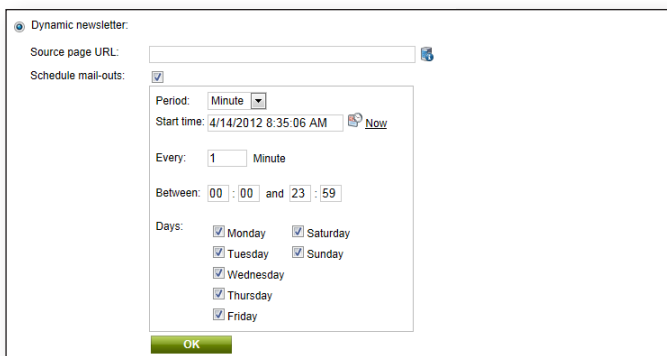 Dynamic newsletter:
Source page URL:
Schedule mail-outs:
Period: Minute
Start time: 4/14/2012 8:35:06 AM Now
Every: 1 Minute
Between: 00 : 00 and 23 : 59
Days:
Monday Saturday
Tuesday Sunday
Wednesday
Thursday
Friday
OK